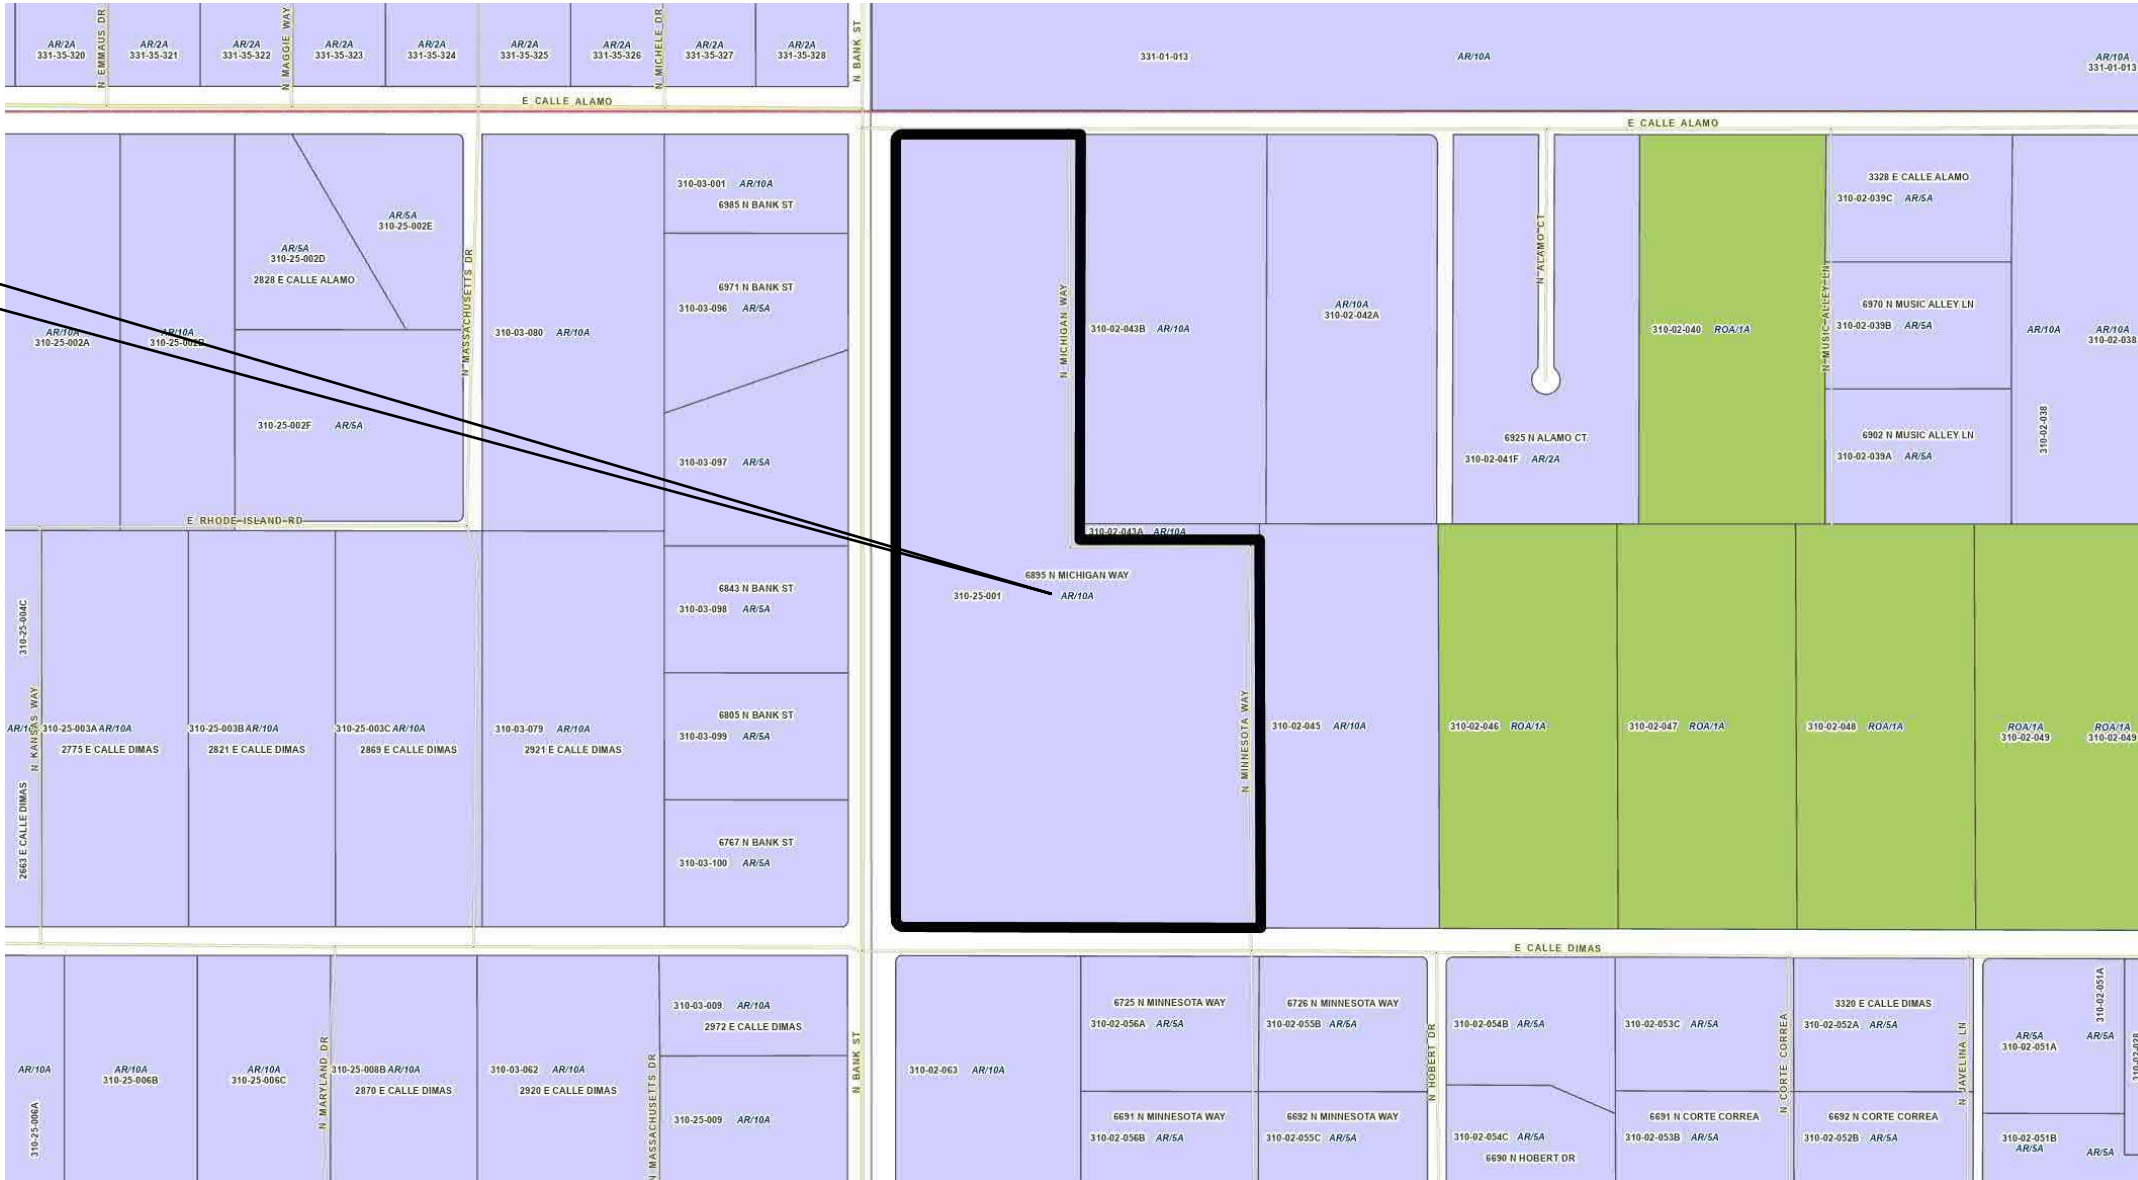 AR/2A
331-35-320
N EMMAUS DR
AR/2A
331-35-321
AR/2A
331-35-322
N MAGGIE WAY
AR/2A
331-35-323
AR/2A
331-35-324
AR/2A
331-35-325
AR/2A
331-35-326
N MICHELE DR
AR/2A
331-35-327
AR/2A
331-35-328
N BANK ST
331-01-013
AR/10A
AR/10A
331-01-013
E CALLE ALAMO
E CALLE ALAMO
AR/10A
310-25-002A
AR/10A
310-25-002B
AR/5A
310-25-002D
2828 E CALLE ALAMO
AR/5A
310-25-002E
310-25-002F AR/5A
N MASSACHUSETTS DR
310-03-080 AR/10A
310-03-001 AR/10A
6985 N BANK ST
6971 N BANK ST
310-03-096 AR/5A
310-03-097 AR/5A
N MICHIGAN WAY
310-02-043B AR/10A
AR/10A
310-02-042A
N ALAMO CT
6925 N ALAMO CT
310-02-041F AR/2A
310-02-040 ROA/1A
N MUSIC ALLEY LN
3328 E CALLE ALAMO
310-02-039C AR/5A
6970 N MUSIC ALLEY LN
310-02-039B AR/5A
6902 N MUSIC ALLEY LN
310-02-039A AR/5A
AR/10A
310-02-038
AR/10A
310-02-038
E RHODE ISLAND RD
310-02-043A AR/10A
310-25-004C
N KANSAS WAY
2663 E CALLE DIMAS
310-25-003A AR/10A
2775 E CALLE DIMAS
310-25-003B AR/10A
2821 E CALLE DIMAS
310-25-003C AR/10A
2869 E CALLE DIMAS
310-03-079 AR/10A
2921 E CALLE DIMAS
6843 N BANK ST
310-03-098 AR/5A
6805 N BANK ST
310-03-099 AR/5A
6767 N BANK ST
310-03-100 AR/5A
6895 N MICHIGAN WAY
310-25-001 AR/10A
N MINNESOTA WAY
310-02-045 AR/10A
310-02-046 ROA/1A
310-02-047 ROA/1A
310-02-048 ROA/1A
ROA/1A
310-02-049
ROA/1A
310-02-049
E CALLE DIMAS
AR/10A
310-25-006A
AR/10A
310-25-006B
AR/10A
310-25-006C
N MARYLAND DR
310-25-008B AR/10A
2870 E CALLE DIMAS
310-03-062 AR/10A
2920 E CALLE DIMAS
N MASSACHUSETTS DR
310-03-009 AR/10A
2972 E CALLE DIMAS
310-25-009 AR/10A
N BANK ST
310-02-063 AR/10A
6725 N MINNESOTA WAY
310-02-056A AR/5A
6691 N MINNESOTA WAY
310-02-056B AR/5A
6726 N MINNESOTA WAY
310-02-055B AR/5A
6692 N MINNESOTA WAY
310-02-055C AR/5A
N HOBERT DR
310-02-054B AR/5A
310-02-054C AR/5A
6690 N HOBERT DR
310-02-053C AR/5A
6691 N CORTE CORREA
310-02-053B AR/5A
N CORTE CORREA
3320 E CALLE DIMAS
310-02-052A AR/5A
6692 N CORTE CORREA
310-02-052B AR/5A
N JAVELINA LN
AR/5A
310-02-051A
AR/5A
310-02-051A
310-02-051B
AR/5A
AR/5A